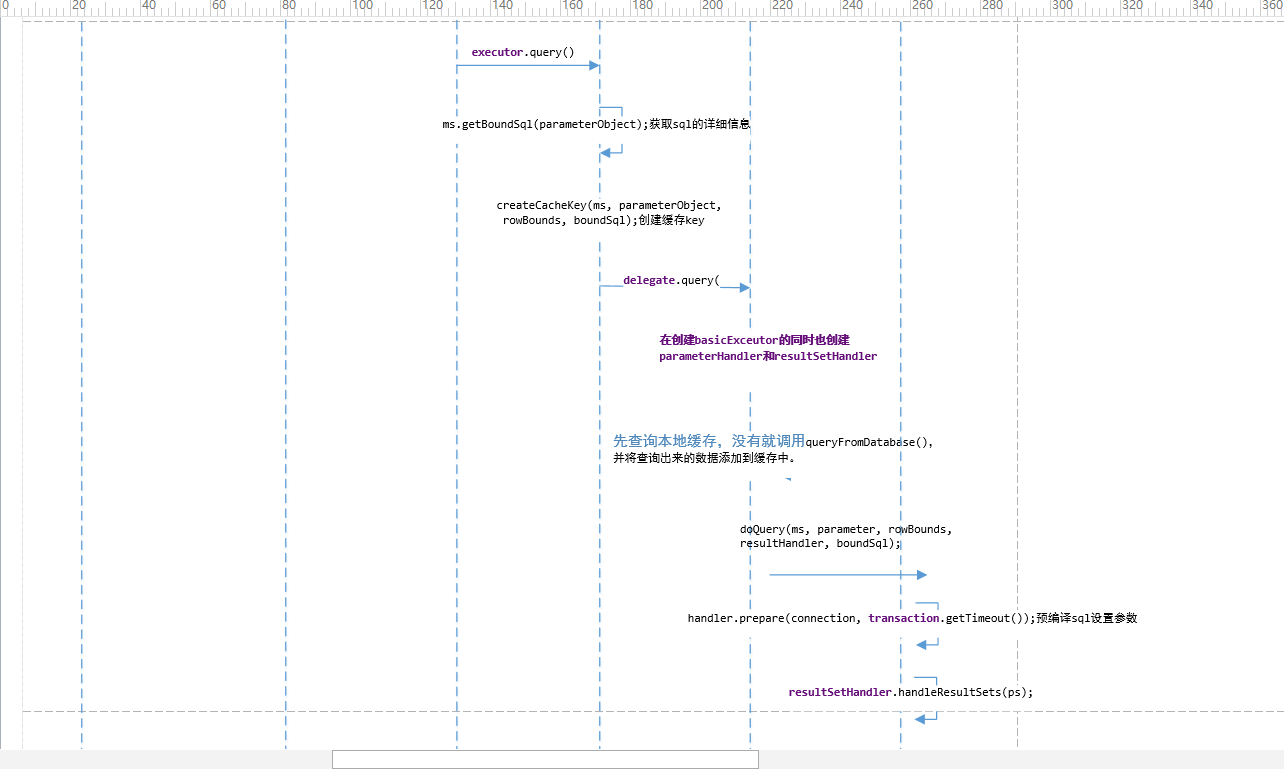 0 20 40 60 80 100 120 140 160 180 200 220 240 260 280 300 320 340 360
executor.query()
ms.getBoundSql(parameterObject);获取sql的详细信息
createCacheKey(ms, parameterObject,
rowBounds, boundSql);创建缓存key
delegate.query(
在创建basicExceutor的同时也创建
parameterHandler和resultSetHandler
先查询本地缓存，没有就调用queryFromDatabase()，
并将查询出来的数据添加到缓存中。
doQuery(ms, parameter, rowBounds,
resultHandler, boundSql);
handler.prepare(connection, transaction.getTimeout());预编译sql设置参数
resultSetHandler.handleResultSets(ps);